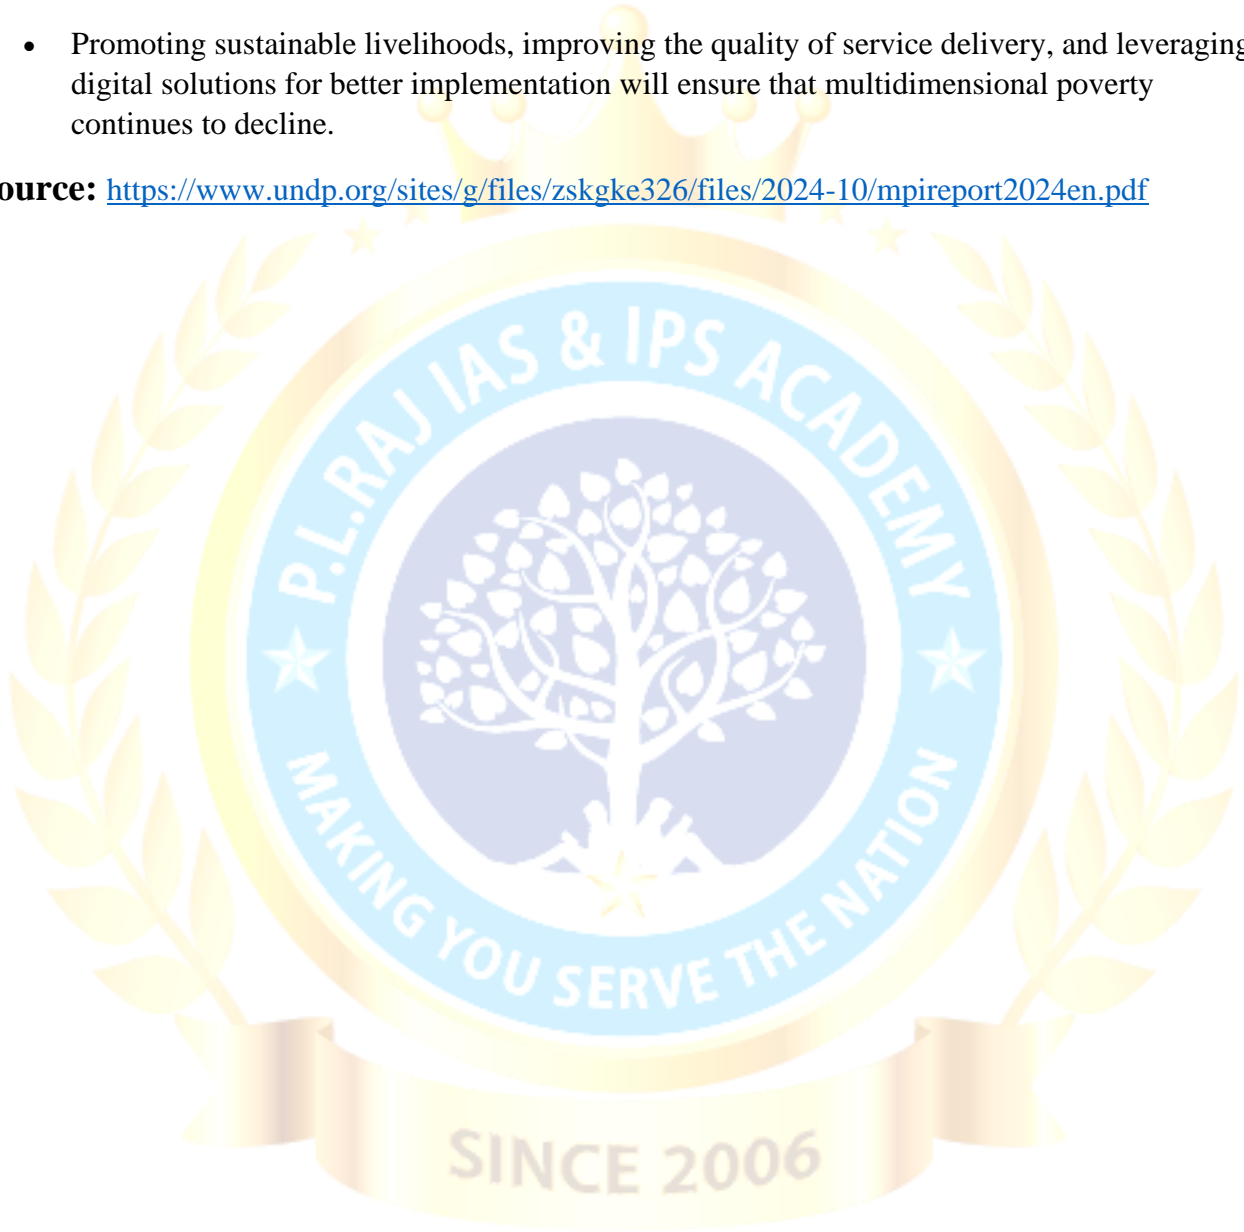 • Promoting sustainable livelihoods, improving the quality of service delivery, and leveraging
digital solutions for better implementation will ensure that multidimensional poverty
continues to decline.
ource: https://www.undp.org/sites/g/files/zskgke326/files/2024-10/mpireport2024en.pdf
P.L.RAJ IAS & IPS ACADEMY
MAKING YOU SERVE THE NATION
SINCE 2006